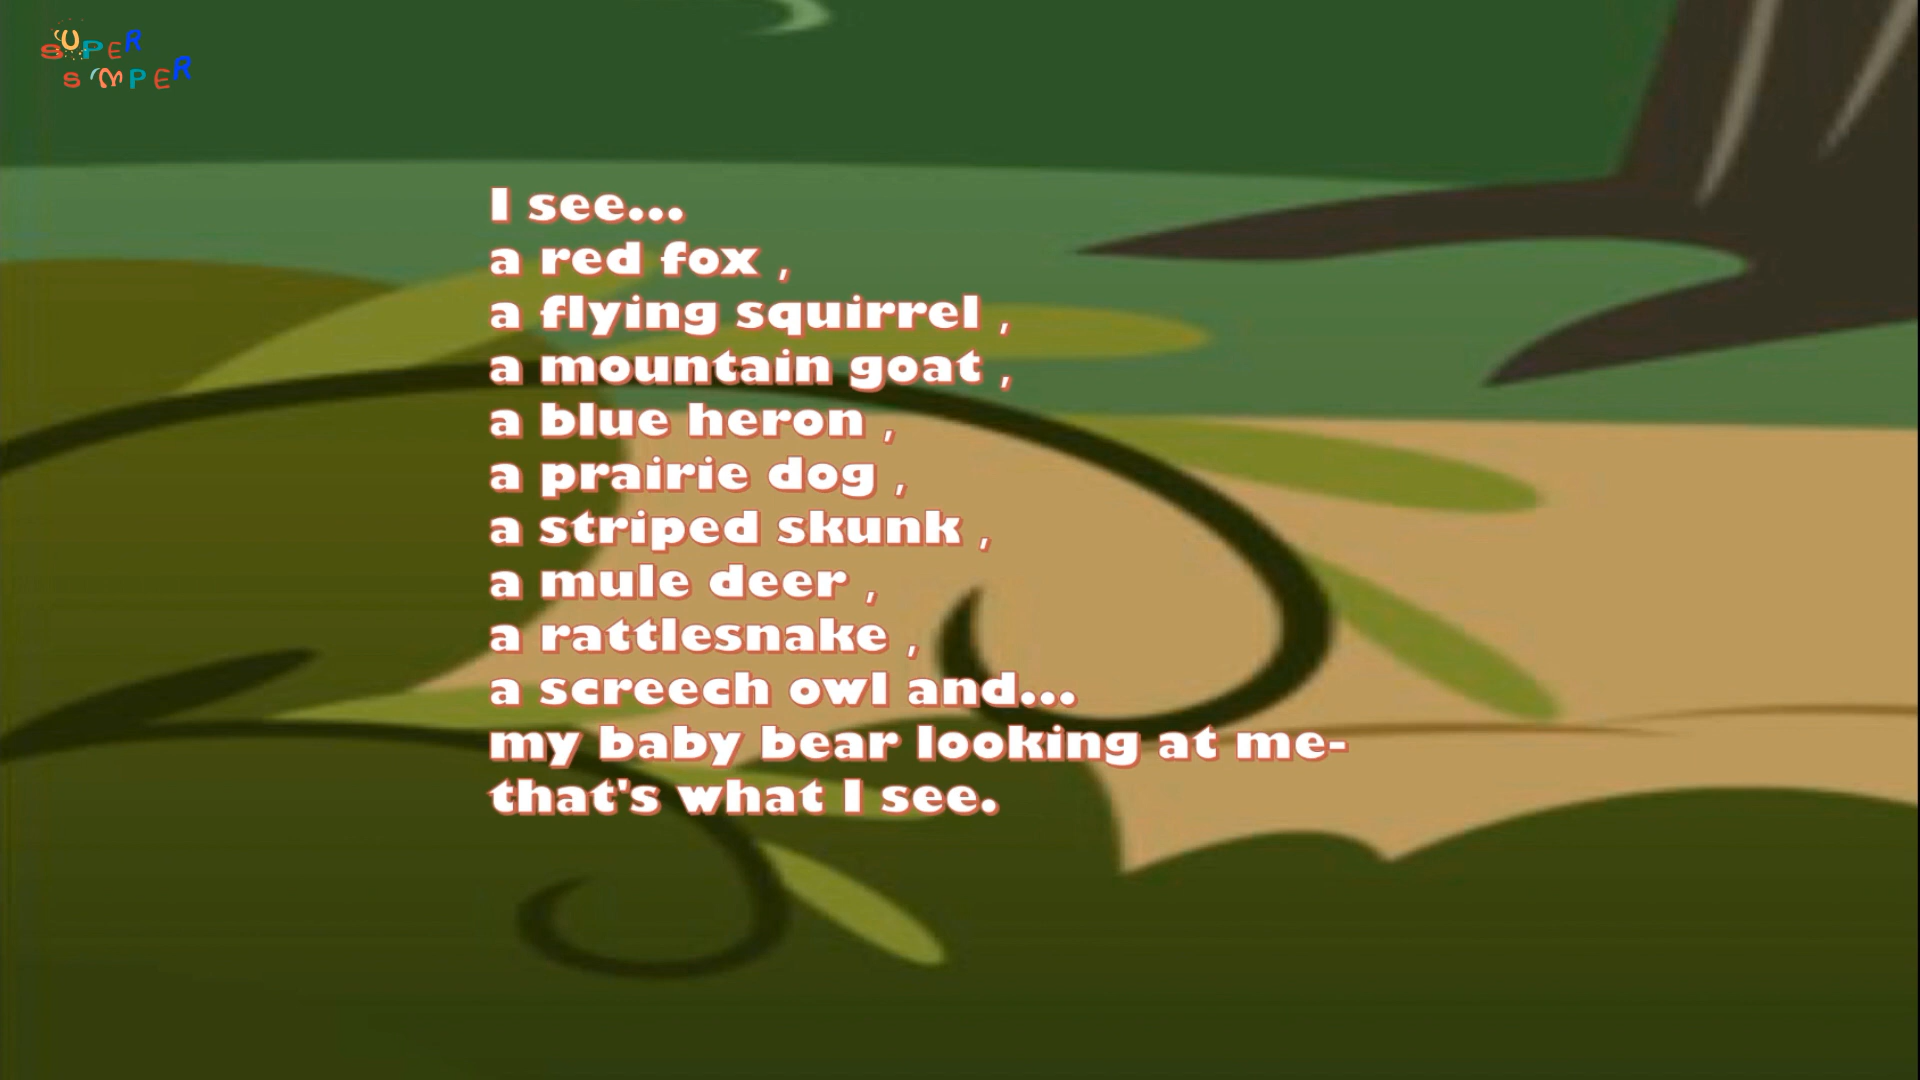 SUPER
SIMPER
I see...
a red fox ,
a flying squirrel ,
a mountain goat ,
a blue heron ,
a prairie dog ,
a striped skunk ,
a mule deer ,
a rattlesnake ,
a screech owl and...
my baby bear looking at me-
that's what I see.